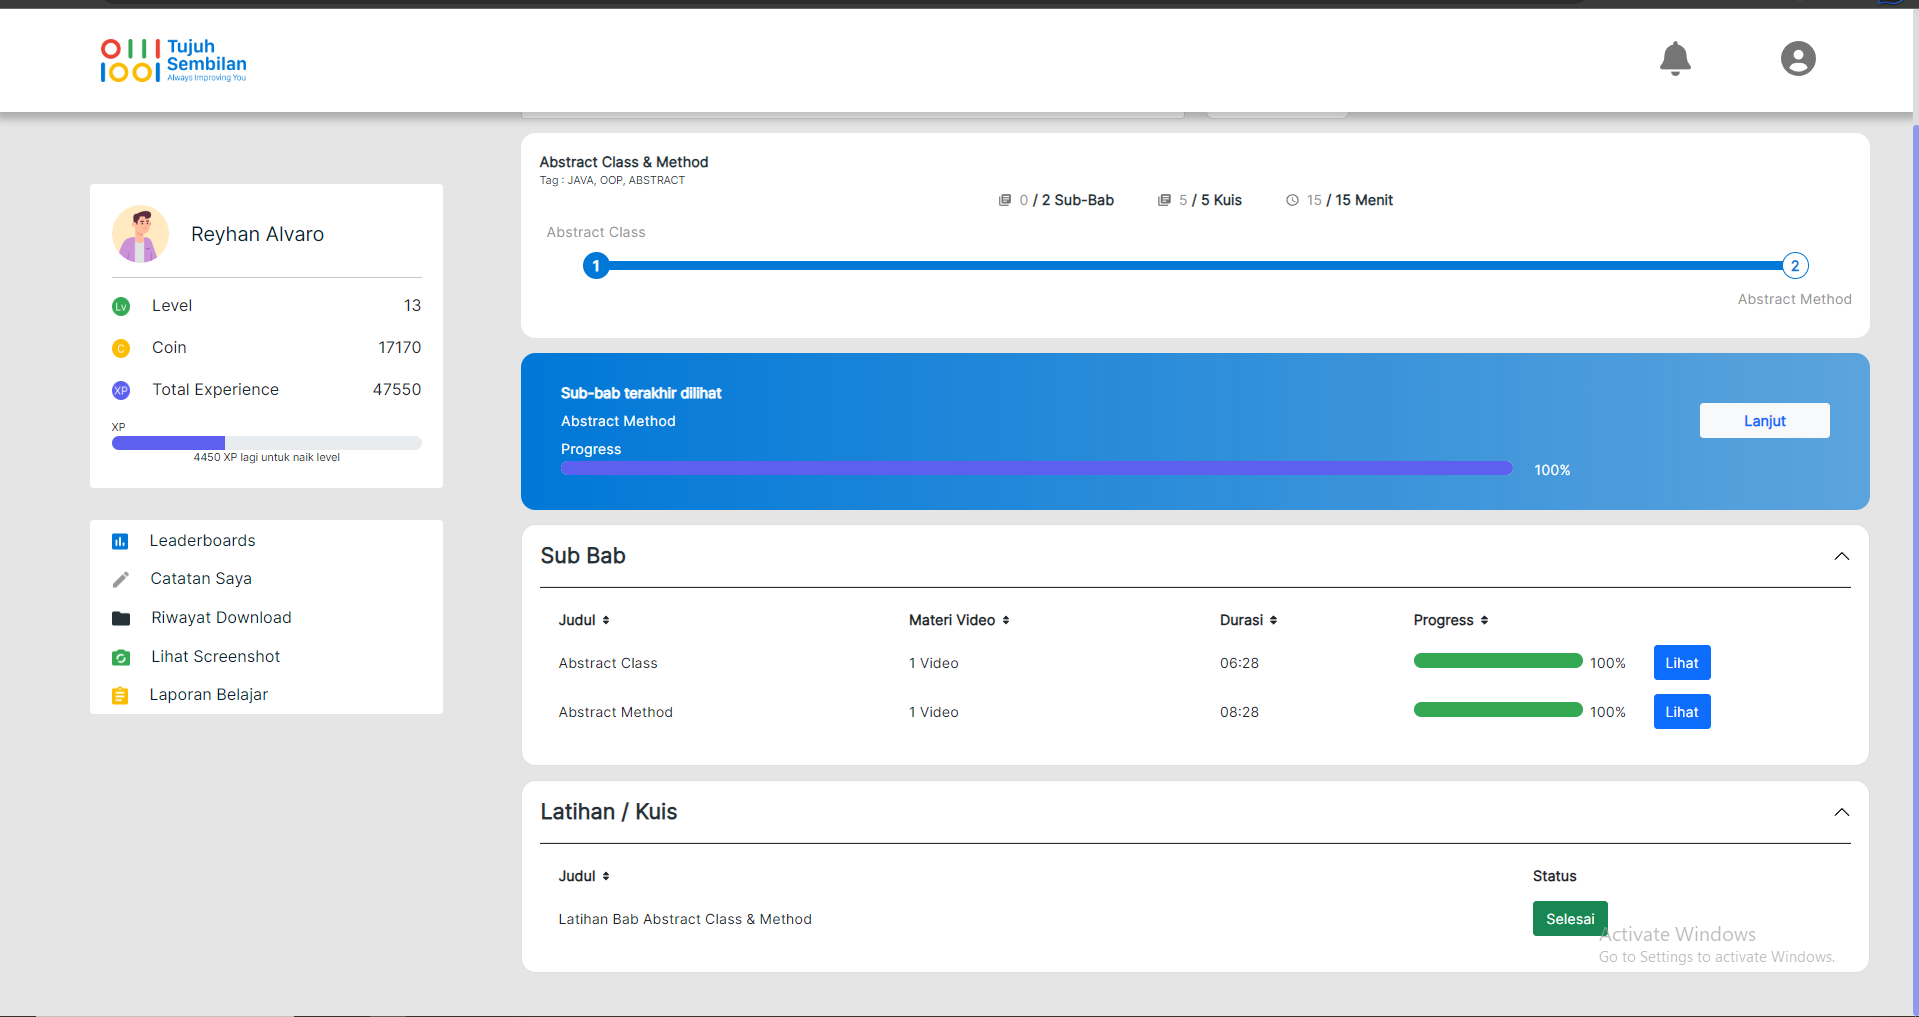 Tujuh
Sembilan
Always Improving You
Reyhan Alvaro
Lv Level 13
C Coin 17170
XP Total Experience 47550
XP
4450 XP lagi untuk naik level
Leaderboards
Catatan Saya
Riwayat Download
Lihat Screenshot
Laporan Belajar
Abstract Class & Method
Tag : JAVA, OOP, ABSTRACT
0 / 2 Sub-Bab 5 / 5 Kuis 15 / 15 Menit
Abstract Class
1 2
Abstract Method
Sub-bab terakhir dilihat
Abstract Method
Lanjut
Progress
100%
Sub Bab
Judul Materi Video Durasi Progress
Abstract Class 1 Video 06:28 100% Lihat
Abstract Method 1 Video 08:28 100% Lihat
Latihan / Kuis
Judul Status
Latihan Bab Abstract Class & Method Selesai
Activate Windows
Go to Settings to activate Windows.